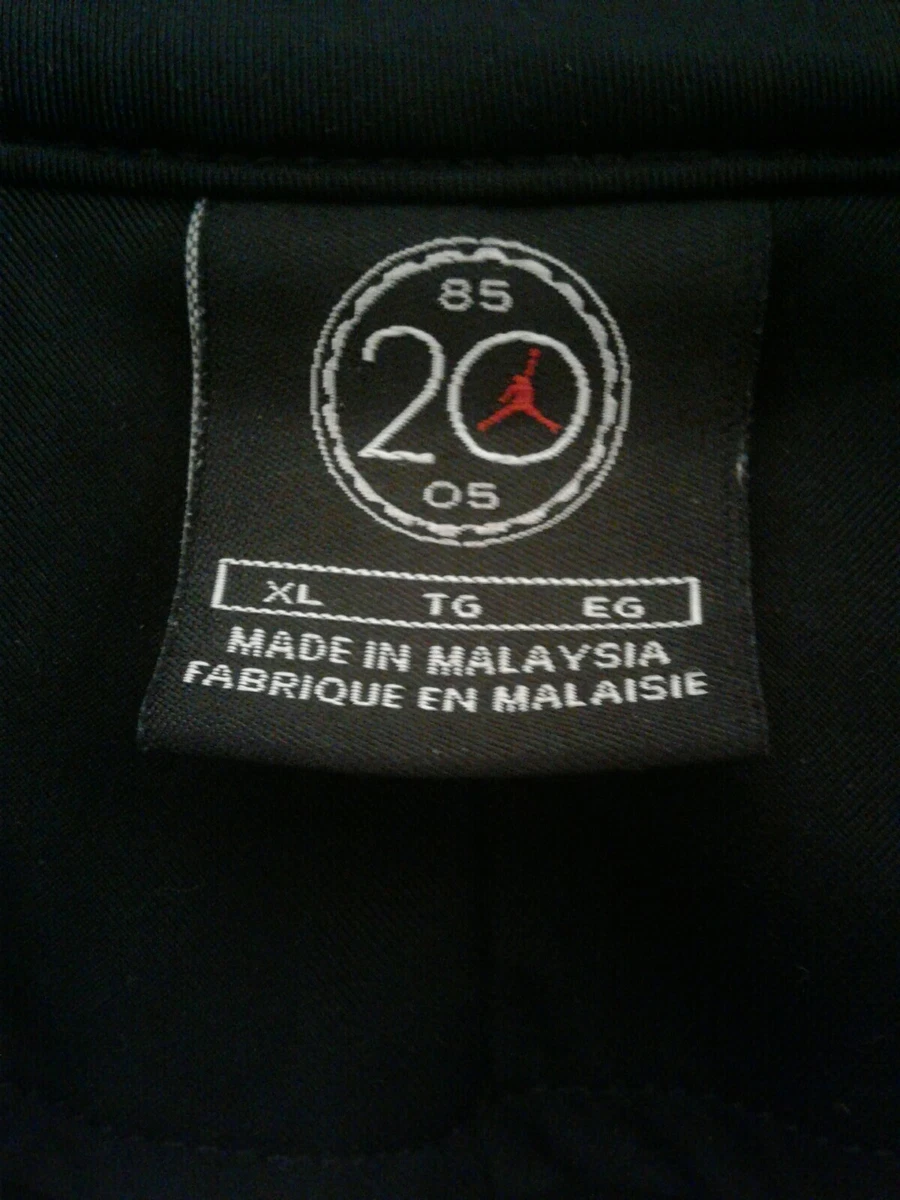 85
20
05
XL TG EG
MADE IN MALAYSIA
FABRIQUE EN MALAISIE